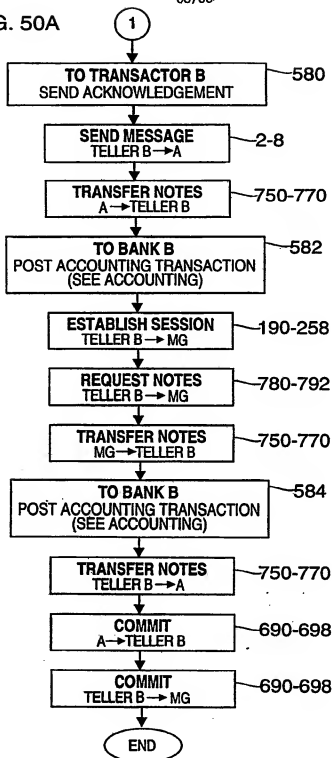 G. 50A
1
TO TRANSACTOR B
SEND ACKNOWLEDGEMENT
580
SEND MESSAGE
TELLER B→A
2-8
TRANSFER NOTES
A→TELLER B
750-770
TO BANK B
POST ACCOUNTING TRANSACTION
(SEE ACCOUNTING)
582
ESTABLISH SESSION
TELLER B→MG
190-258
REQUEST NOTES
TELLER B→MG
780-792
TRANSFER NOTES
MG→TELLER B
750-770
TO BANK B
POST ACCOUNTING TRANSACTION
(SEE ACCOUNTING)
584
TRANSFER NOTES
TELLER B→A
750-770
COMMIT
A→TELLER B
690-698
COMMIT
TELLER B→MG
690-698
END